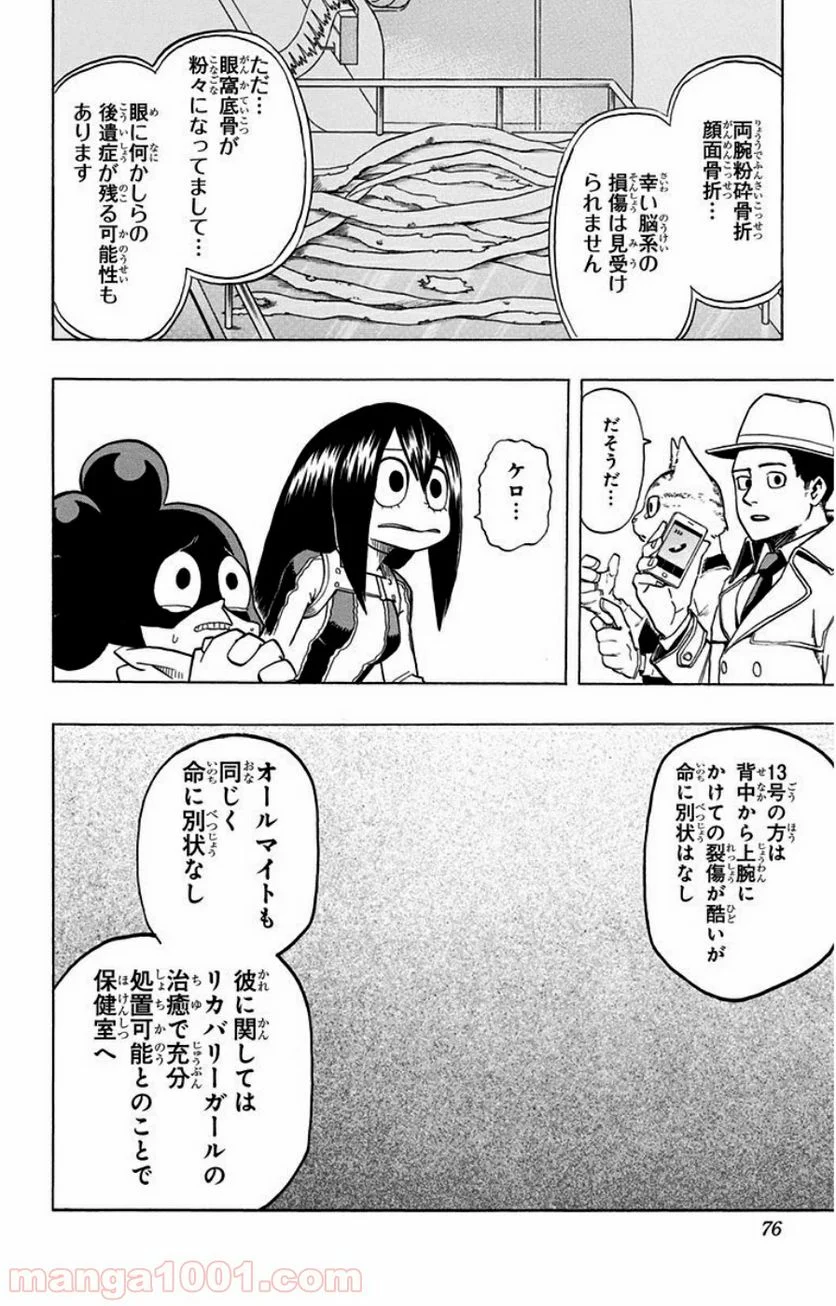 両腕粉砕骨折
顔面骨折…
幸い脳系の
損傷は見受け
られません
ただ…
眼窩底骨が
粉々になってまして…
眼に何かしらの
後遺症が残る可能性も
あります
だそうだ…
ケロ…
13号の方は
背中から上腕に
かけての裂傷が酷いが
命に別状はなし
オールマイトも
同じく
命に別状なし
彼に関しては
リカバリーガールの
治癒で充分
処置可能とのことで
保健室へ
76
manga1001.com